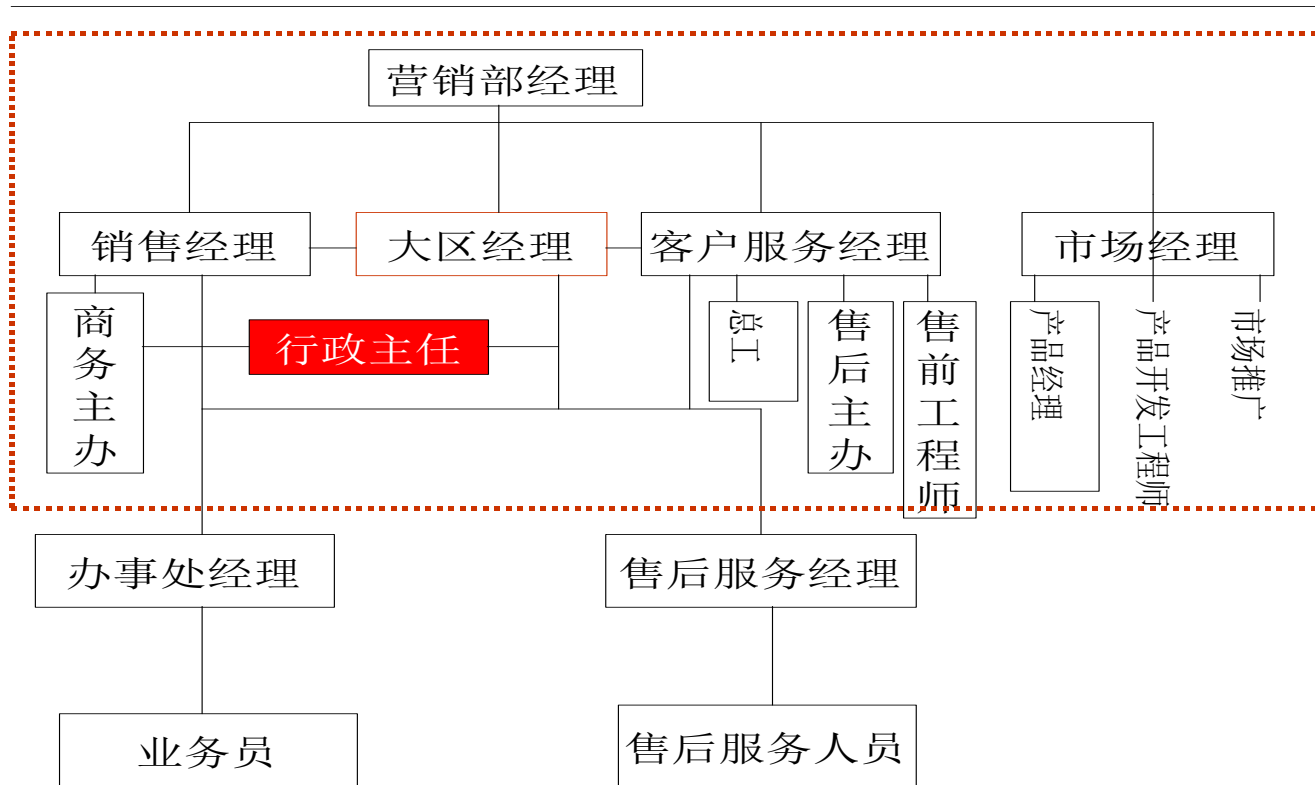 营销部经理
销售经理
大区经理
客户服务经理
市场经理
商务主办
行政主任
总工
售后主办
售前工程师
产品经理
产品开发工程师
市场推广
办事处经理
售后服务经理
业务员
售后服务人员